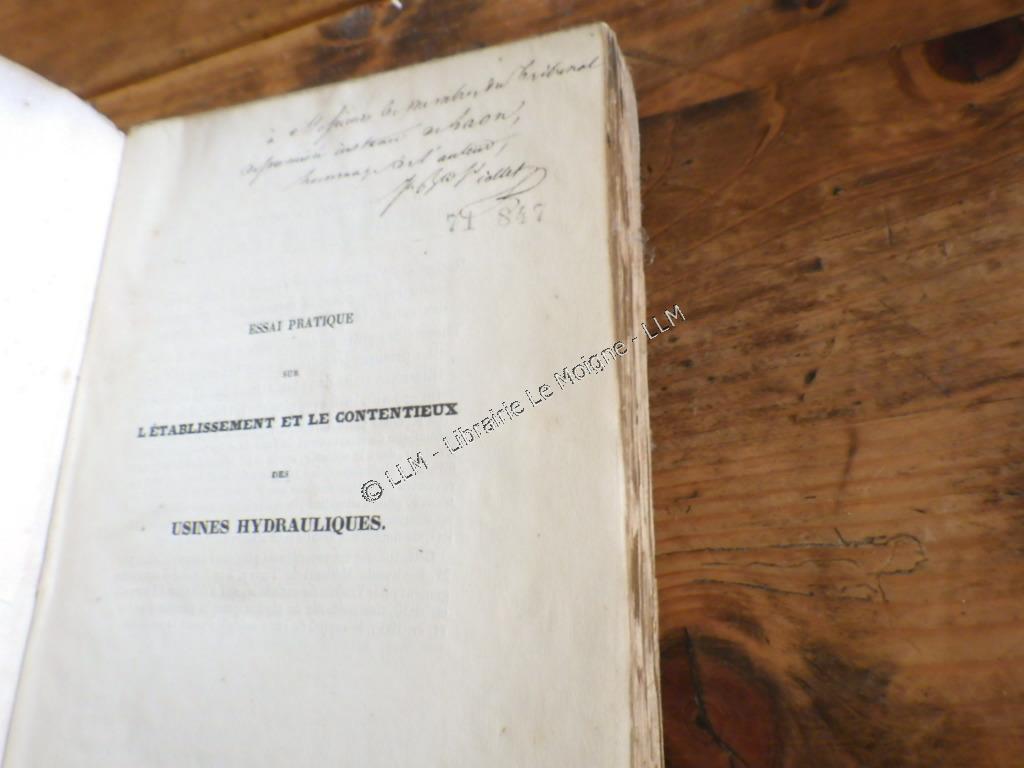 à Messieurs les membres du Tribunal
de première instance de Laon,
hommage de l'auteur,
Viollet
71 847
ESSAI PRATIQUE
SUR
L'ÉTABLISSEMENT ET LE CONTENTIEUX
DES
USINES HYDRAULIQUES.
© LLM - Librairie Le Moigne - LLM